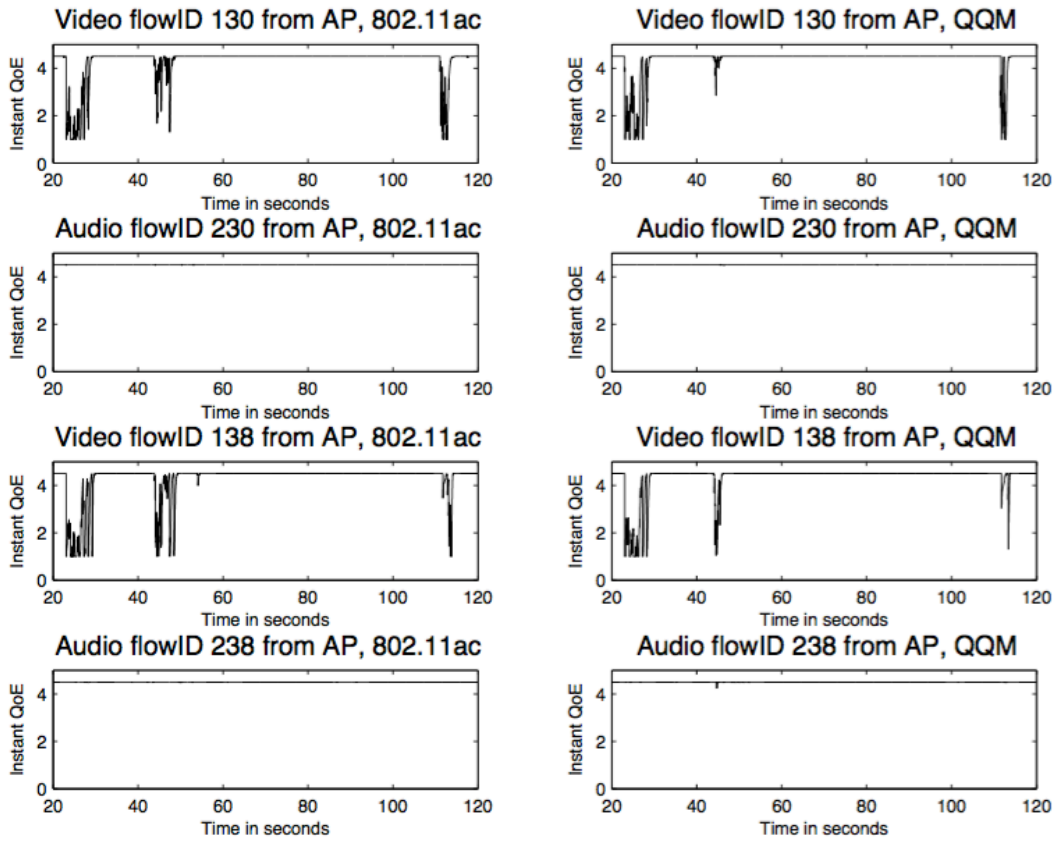 Video flowID 130 from AP, 802.11ac
Instant QoE
4
2
0
20 40 60 80 100 120
Time in seconds
Video flowID 130 from AP, QQM
Instant QoE
4
2
0
20 40 60 80 100 120
Time in seconds
Audio flowID 230 from AP, 802.11ac
Instant QoE
4
2
0
20 40 60 80 100 120
Time in seconds
Audio flowID 230 from AP, QQM
Instant QoE
4
2
0
20 40 60 80 100 120
Time in seconds
Video flowID 138 from AP, 802.11ac
Instant QoE
4
2
0
20 40 60 80 100 120
Time in seconds
Video flowID 138 from AP, QQM
Instant QoE
4
2
0
20 40 60 80 100 120
Time in seconds
Audio flowID 238 from AP, 802.11ac
Instant QoE
4
2
0
20 40 60 80 100 120
Time in seconds
Audio flowID 238 from AP, QQM
Instant QoE
4
2
0
20 40 60 80 100 120
Time in seconds